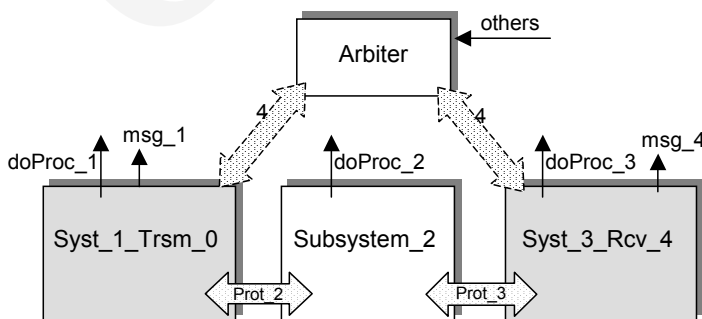 others
Arbiter
4
4
msg_1
msg_4
doProc_1
doProc_2
doProc_3
Syst_1_Trsm_0
Subsystem_2
Syst_3_Rcv_4
Prot_2
Prot_3